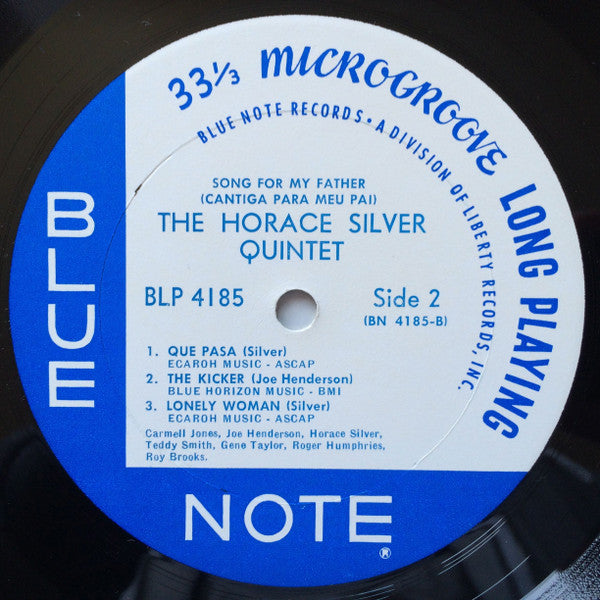 33⅓ MICROGROOVE LONG PLAYING
BLUE NOTE RECORDS • A DIVISION OF LIBERTY RECORDS, INC.
SONG FOR MY FATHER
(CANTIGA PARA MEU PAI)
THE HORACE SILVER
QUINTET
BLP 4185
Side 2
(BN 4185-B)
1. QUE PASA (Silver)
ECAROH MUSIC - ASCAP
2. THE KICKER (Joe Henderson)
BLUE HORIZON MUSIC - BMI
3. LONELY WOMAN (Silver)
ECAROH MUSIC - ASCAP
Carmell Jones, Joe Henderson, Horace Silver,
Teddy Smith, Gene Taylor, Roger Humphries,
Roy Brooks.
BLUE
NOTE
®